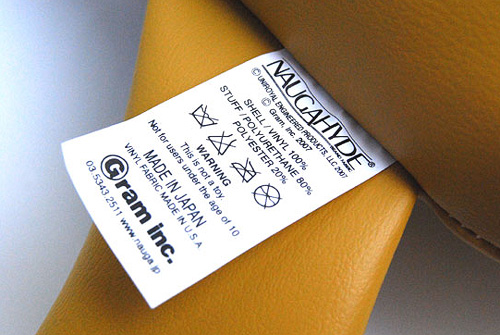 NAUGAHYDE®
© UNIROYAL ENGINEERED PRODUCTS, LLC 2007
© Gram, Inc. 2007
SHELL / VINYL 100%
STUFF / POLYURETHANE 80%
POLYESTER 20%
WARNING
This is not a toy
Not for users under the age of 10
MADE IN JAPAN
VINYL FABRIC MADE IN U.S.A
Gram inc.
03 5343 2511 www.nauga.jp